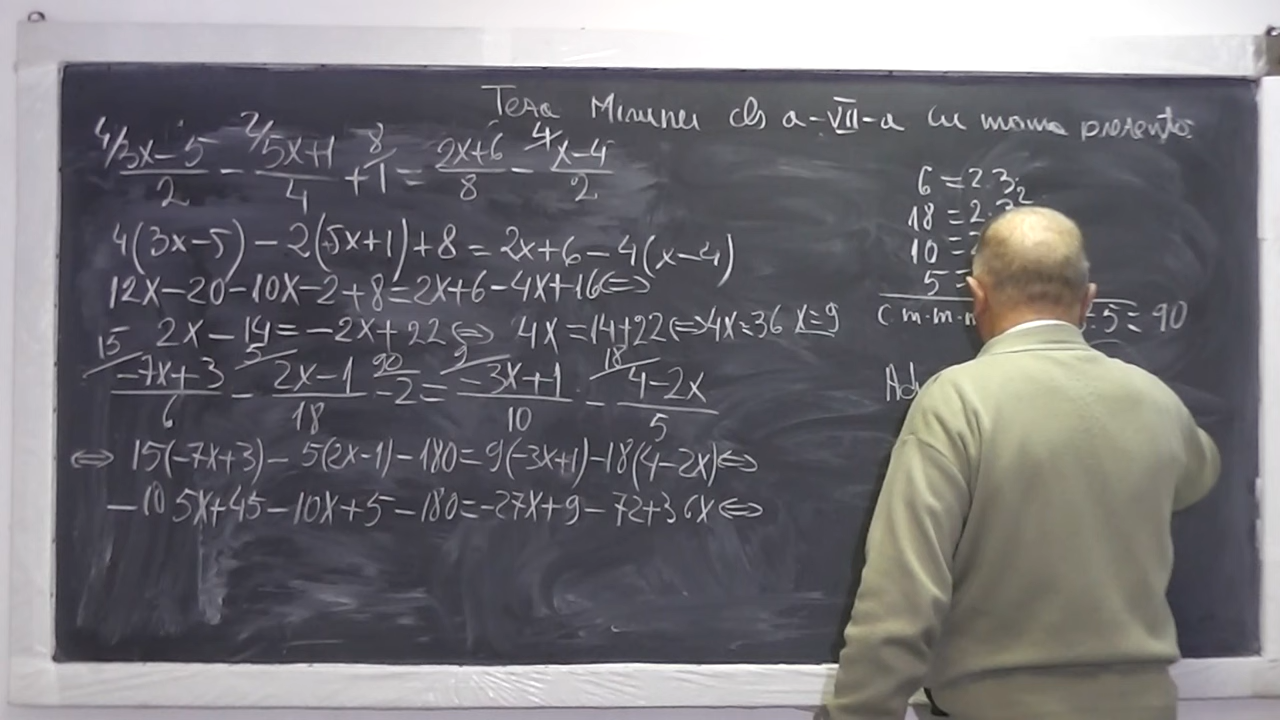 Teza Minunei cls a-VII-a cu mama prezenta
4/ 3x-5 / 2 - 2/ 5x+1 / 4 + 8/ 1 = 2x+6 / 8 - 4/ x-4 / 2
4(3x-5) - 2(5x+1)+8 = 2x+6-4(x-4)
12x-20-10x-2+8=2x+6-4x+16⇔
2x-14=-2x+22⇔ 4x=14+22⇔4x=36 x=9
15/ -7x+3 / 6 - 5/ 2x-1 / 18 - 90/ 2 = 9/ -3x+1 / 10 - 18/ 4-2x / 5
⇔ 15(-7x+3)-5(2x-1)-180=9(-3x+1)-18(4-2x)⇔
-105x+45-10x+5-180=-27x+9-72+36x⇔
6=2·3
18=2·3²
10=2
5=
5=90